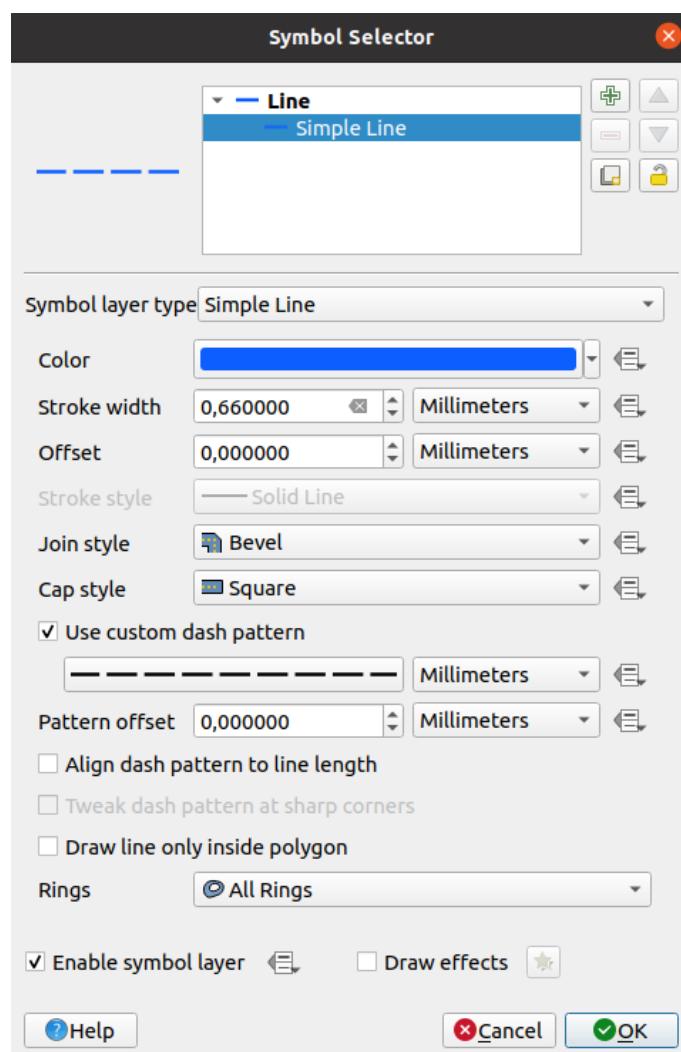 Symbol Selector
Line
Simple Line
Symbol layer type Simple Line
Color
Stroke width 0,660000 Millimeters
Offset 0,000000 Millimeters
Stroke style Solid Line
Join style Bevel
Cap style Square
Use custom dash pattern
Millimeters
Pattern offset 0,000000 Millimeters
Align dash pattern to line length
Tweak dash pattern at sharp corners
Draw line only inside polygon
Rings All Rings
Enable symbol layer Draw effects
Help Cancel OK